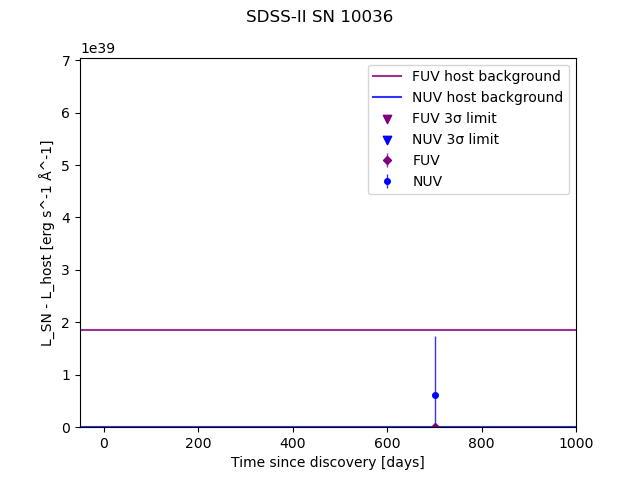 SDSS-II SN 10036
1e39
7
6
5
4
3
2
1
0
L_SN - L_host [erg s^-1 Å^-1]
FUV host background
NUV host background
FUV 3σ limit
NUV 3σ limit
FUV
NUV
0 200 400 600 800 1000
Time since discovery [days]